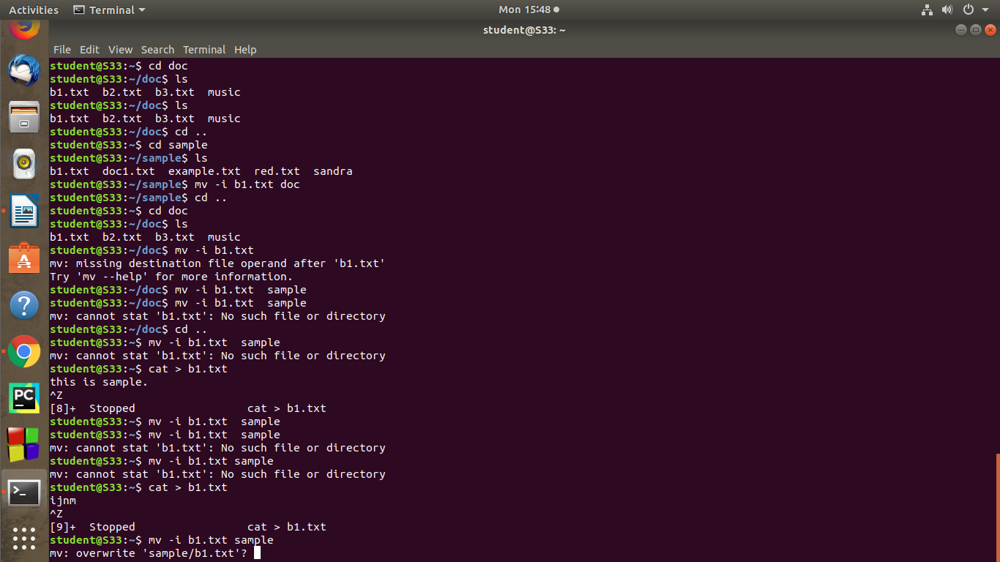 Activities Terminal Mon 15:48
student@S33: ~
File Edit View Search Terminal Help
student@S33:~$ cd doc
student@S33:~/doc$ ls
b1.txt  b2.txt  b3.txt  music
student@S33:~/doc$ ls
b1.txt  b2.txt  b3.txt  music
student@S33:~/doc$ cd ..
student@S33:~$ cd sample
student@S33:~/sample$ ls
b1.txt  doc1.txt  example.txt  red.txt  sandra
student@S33:~/sample$ mv -i b1.txt doc
student@S33:~/sample$ cd ..
student@S33:~$ cd doc
student@S33:~/doc$ ls
b1.txt  b2.txt  b3.txt  music
student@S33:~/doc$ mv -i b1.txt
mv: missing destination file operand after 'b1.txt'
Try 'mv --help' for more information.
student@S33:~/doc$ mv -i b1.txt  sample
student@S33:~/doc$ mv -i b1.txt  sample
mv: cannot stat 'b1.txt': No such file or directory
student@S33:~/doc$ cd ..
student@S33:~$ mv -i b1.txt  sample
mv: cannot stat 'b1.txt': No such file or directory
student@S33:~$ cat > b1.txt
this is sample.
^Z
[8]+  Stopped                 cat > b1.txt
student@S33:~$ mv -i b1.txt  sample
student@S33:~$ mv -i b1.txt  sample
mv: cannot stat 'b1.txt': No such file or directory
student@S33:~$ mv -i b1.txt sample
mv: cannot stat 'b1.txt': No such file or directory
student@S33:~$ cat > b1.txt
ijnm
^Z
[9]+  Stopped                 cat > b1.txt
student@S33:~$ mv -i b1.txt sample
mv: overwrite 'sample/b1.txt'?
PC